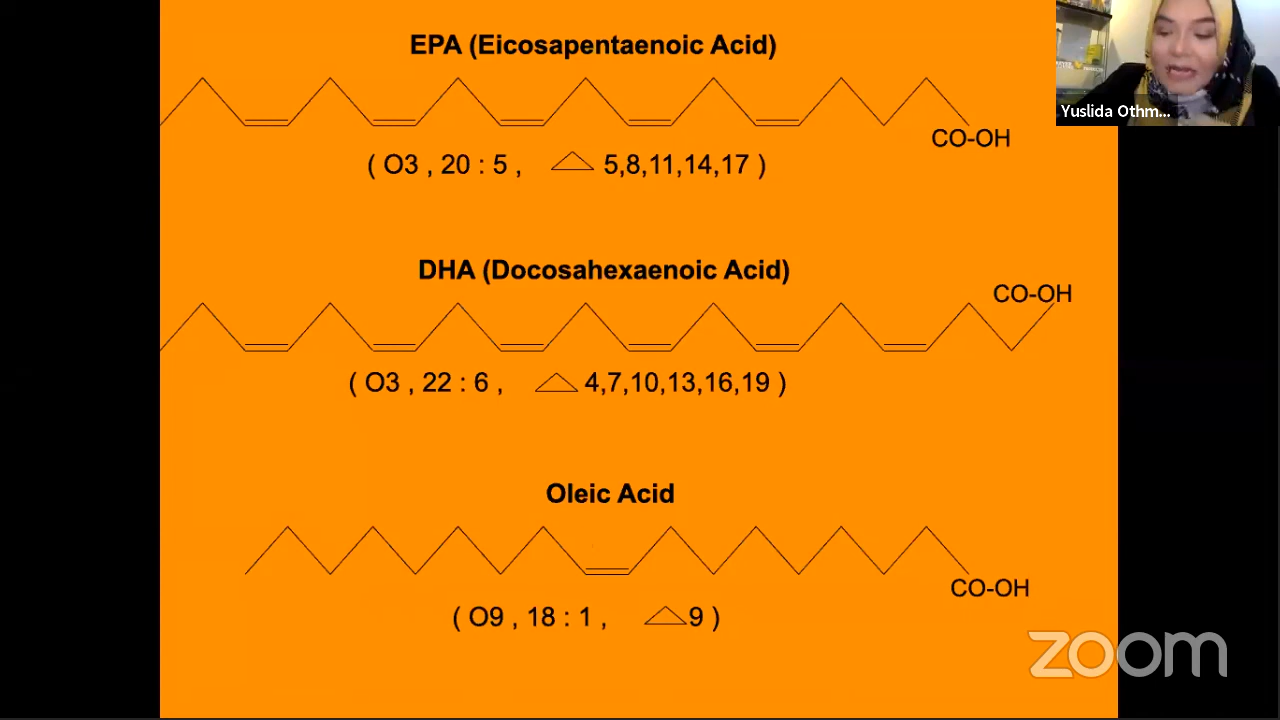 EPA (Eicosapentaenoic Acid)
Yuslida Othm...
CO-OH
( O3 , 20 : 5 , △ 5,8,11,14,17 )
DHA (Docosahexaenoic Acid)
CO-OH
( O3 , 22 : 6 , △ 4,7,10,13,16,19 )
Oleic Acid
CO-OH
( O9 , 18 : 1 , △9 )
zoom